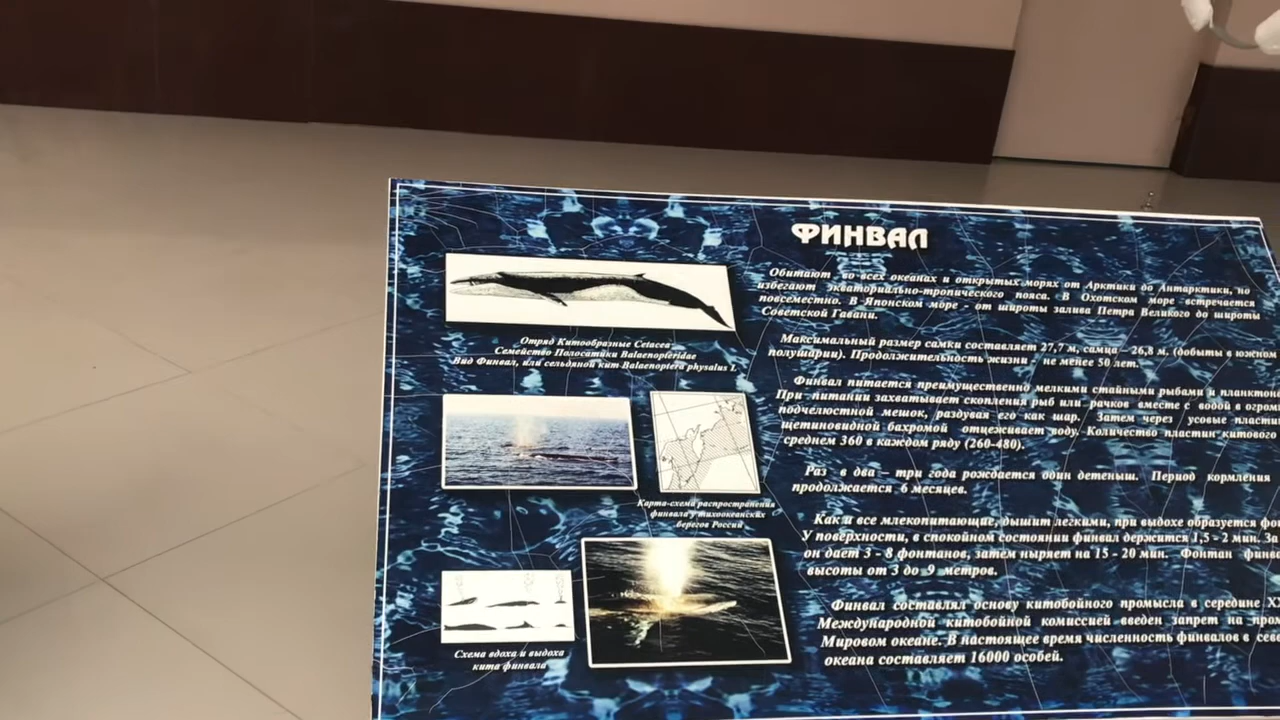 ФИНВАЛ
Отряд Китообразные Cetacea
Семейство Полосатики Balaenopteridae
Вид Финвал, или сельдяной кит Balaenoptera physalus L
Карта-схема распространения
финвала у тихоокеанских
берегов России
Схема вдоха и выдоха
кита финвала
Обитают во всех океанах и открытых морях от Арктики до Антарктики, но
избегают экваториально-тропического пояса. В Охотском море встречается
повсеместно. В Японском море - от широты залива Петра Великого до широты
Советской Гавани.
Максимальный размер самки составляет 27,7 м, самца – 26,8 м. (добыты в южном
полушарии). Продолжительность жизни - не менее 50 лет.
Финвал питается преимущественно мелкими стайными рыбами и планктоно
При питании захватывает скопления рыб или рачков вместе с водой в огром
подчелюстной мешок, раздувая его как шар. Затем через усовые пластин
щетиновидной бахромой отцеживает воду. Количество пластин китового
среднем 360 в каждом ряду (260-480).
Раз в два – три года рождается один детеныш. Период кормления
продолжается 6 месяцев.
Как и все млекопитающие, дышит легкими, при выдохе образуется фон
У поверхности, в спокойном состоянии финвал держится 1,5 - 2 мин. За
он дает 3 - 8 фонтанов, затем ныряет на 15 - 20 мин. Фонтан финва
высоты от 3 до 9 метров.
Финвал составлял основу китобойного промысла в середине X
Международной китобойной комиссией введен запрет на пром
Мировом океане. В настоящее время численность финвалов в сев
океана составляет 16000 особей.